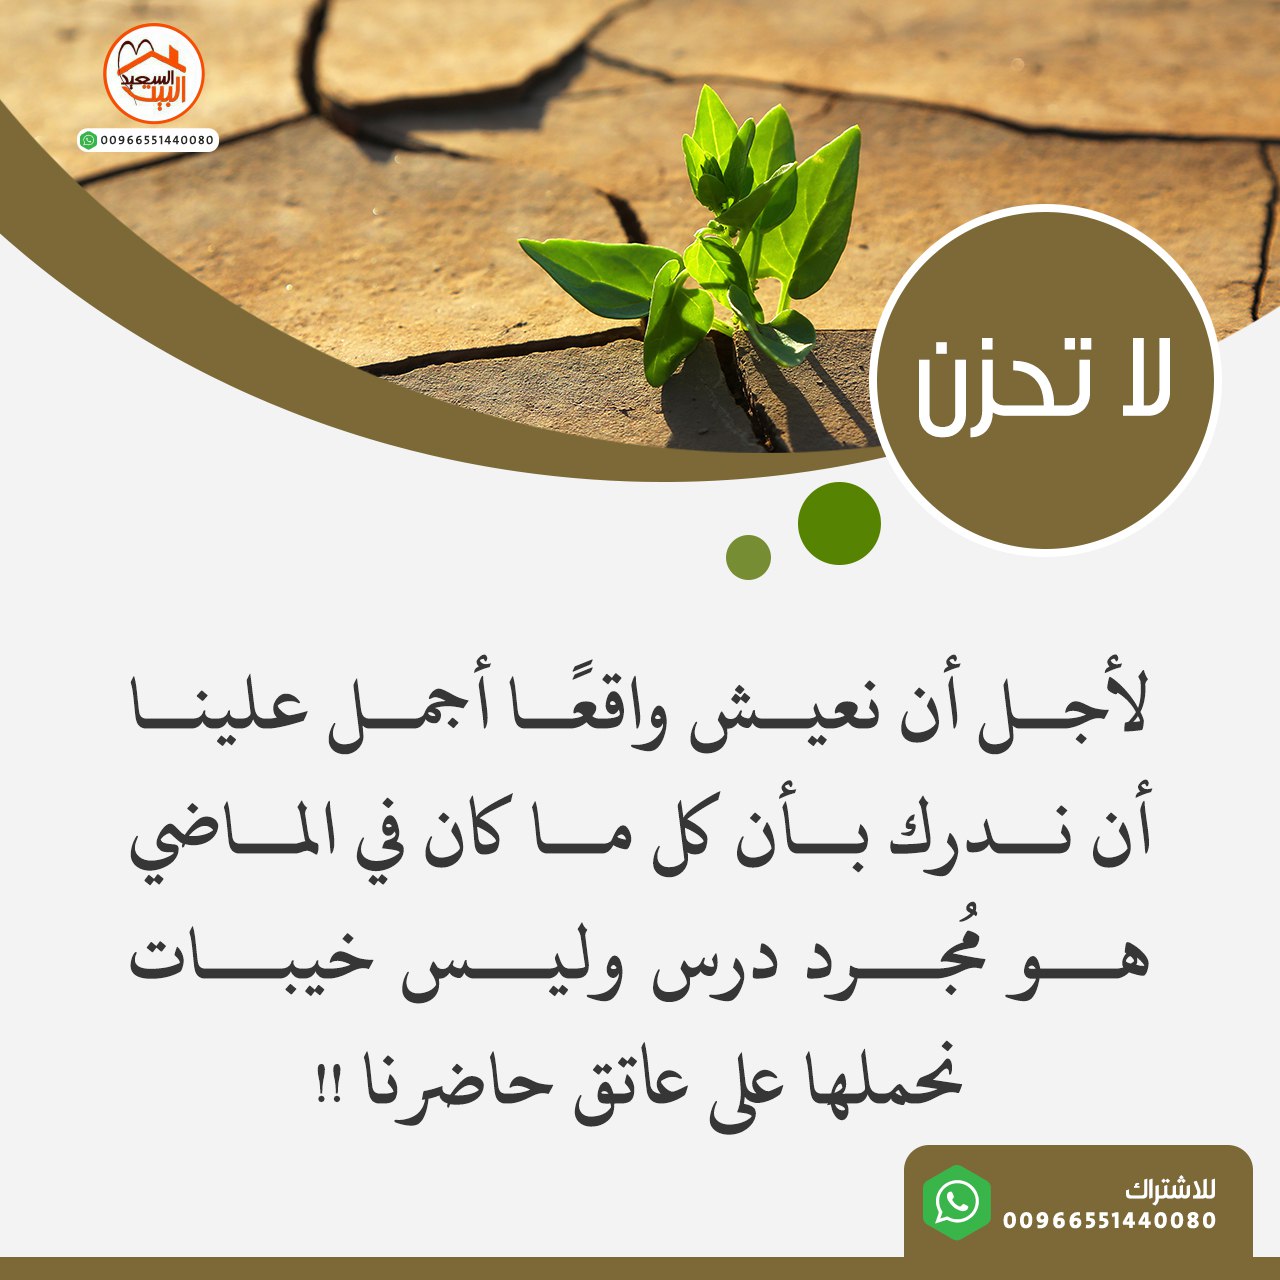 البيت السعيد
00966551440080
لا تحزن
لأجل أن نعيش واقعًا أجمل علينا
أن ندرك بأن كل ما كان في الماضي
هو مُجرد درس وليس خيبات
نحملها على عاتق حاضرنا !!
للاشتراك
00966551440080